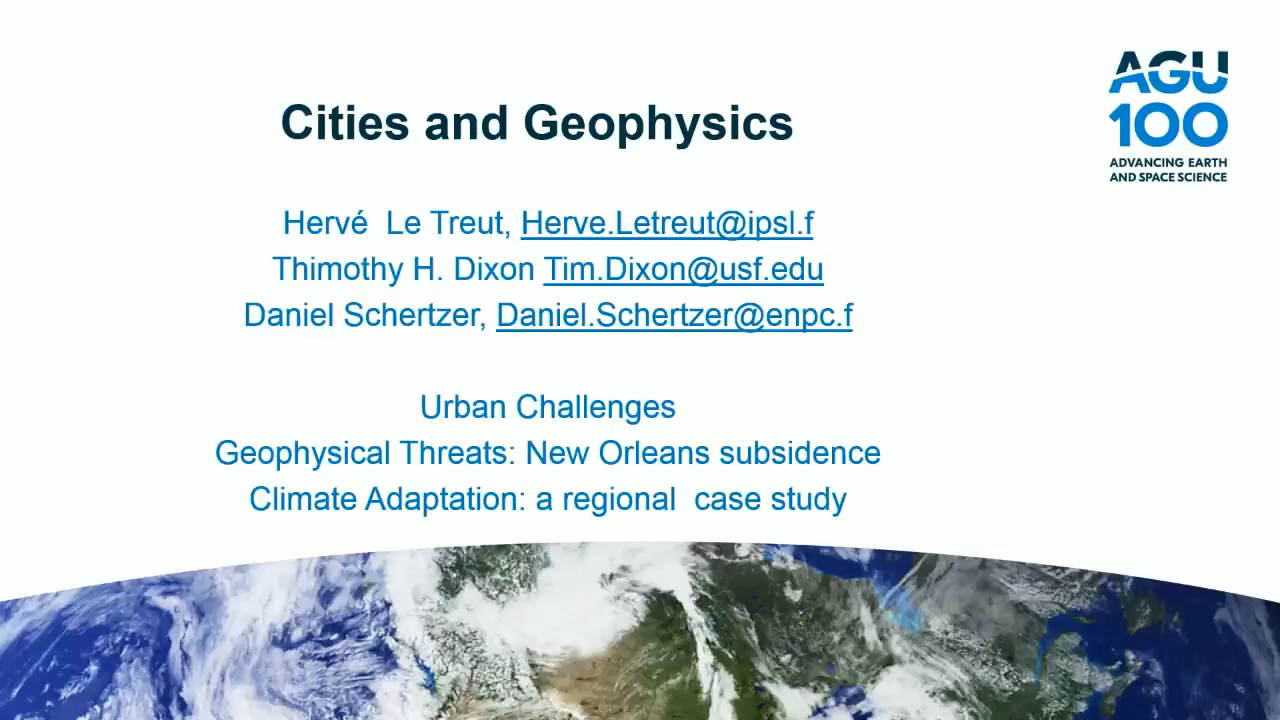 AGU
100
ADVANCING EARTH
AND SPACE SCIENCE
Cities and Geophysics
Hervé  Le Treut, Herve.Letreut@ipsl.f
Thimothy H. Dixon Tim.Dixon@usf.edu
Daniel Schertzer, Daniel.Schertzer@enpc.f
Urban Challenges
Geophysical Threats: New Orleans subsidence
Climate Adaptation: a regional  case study